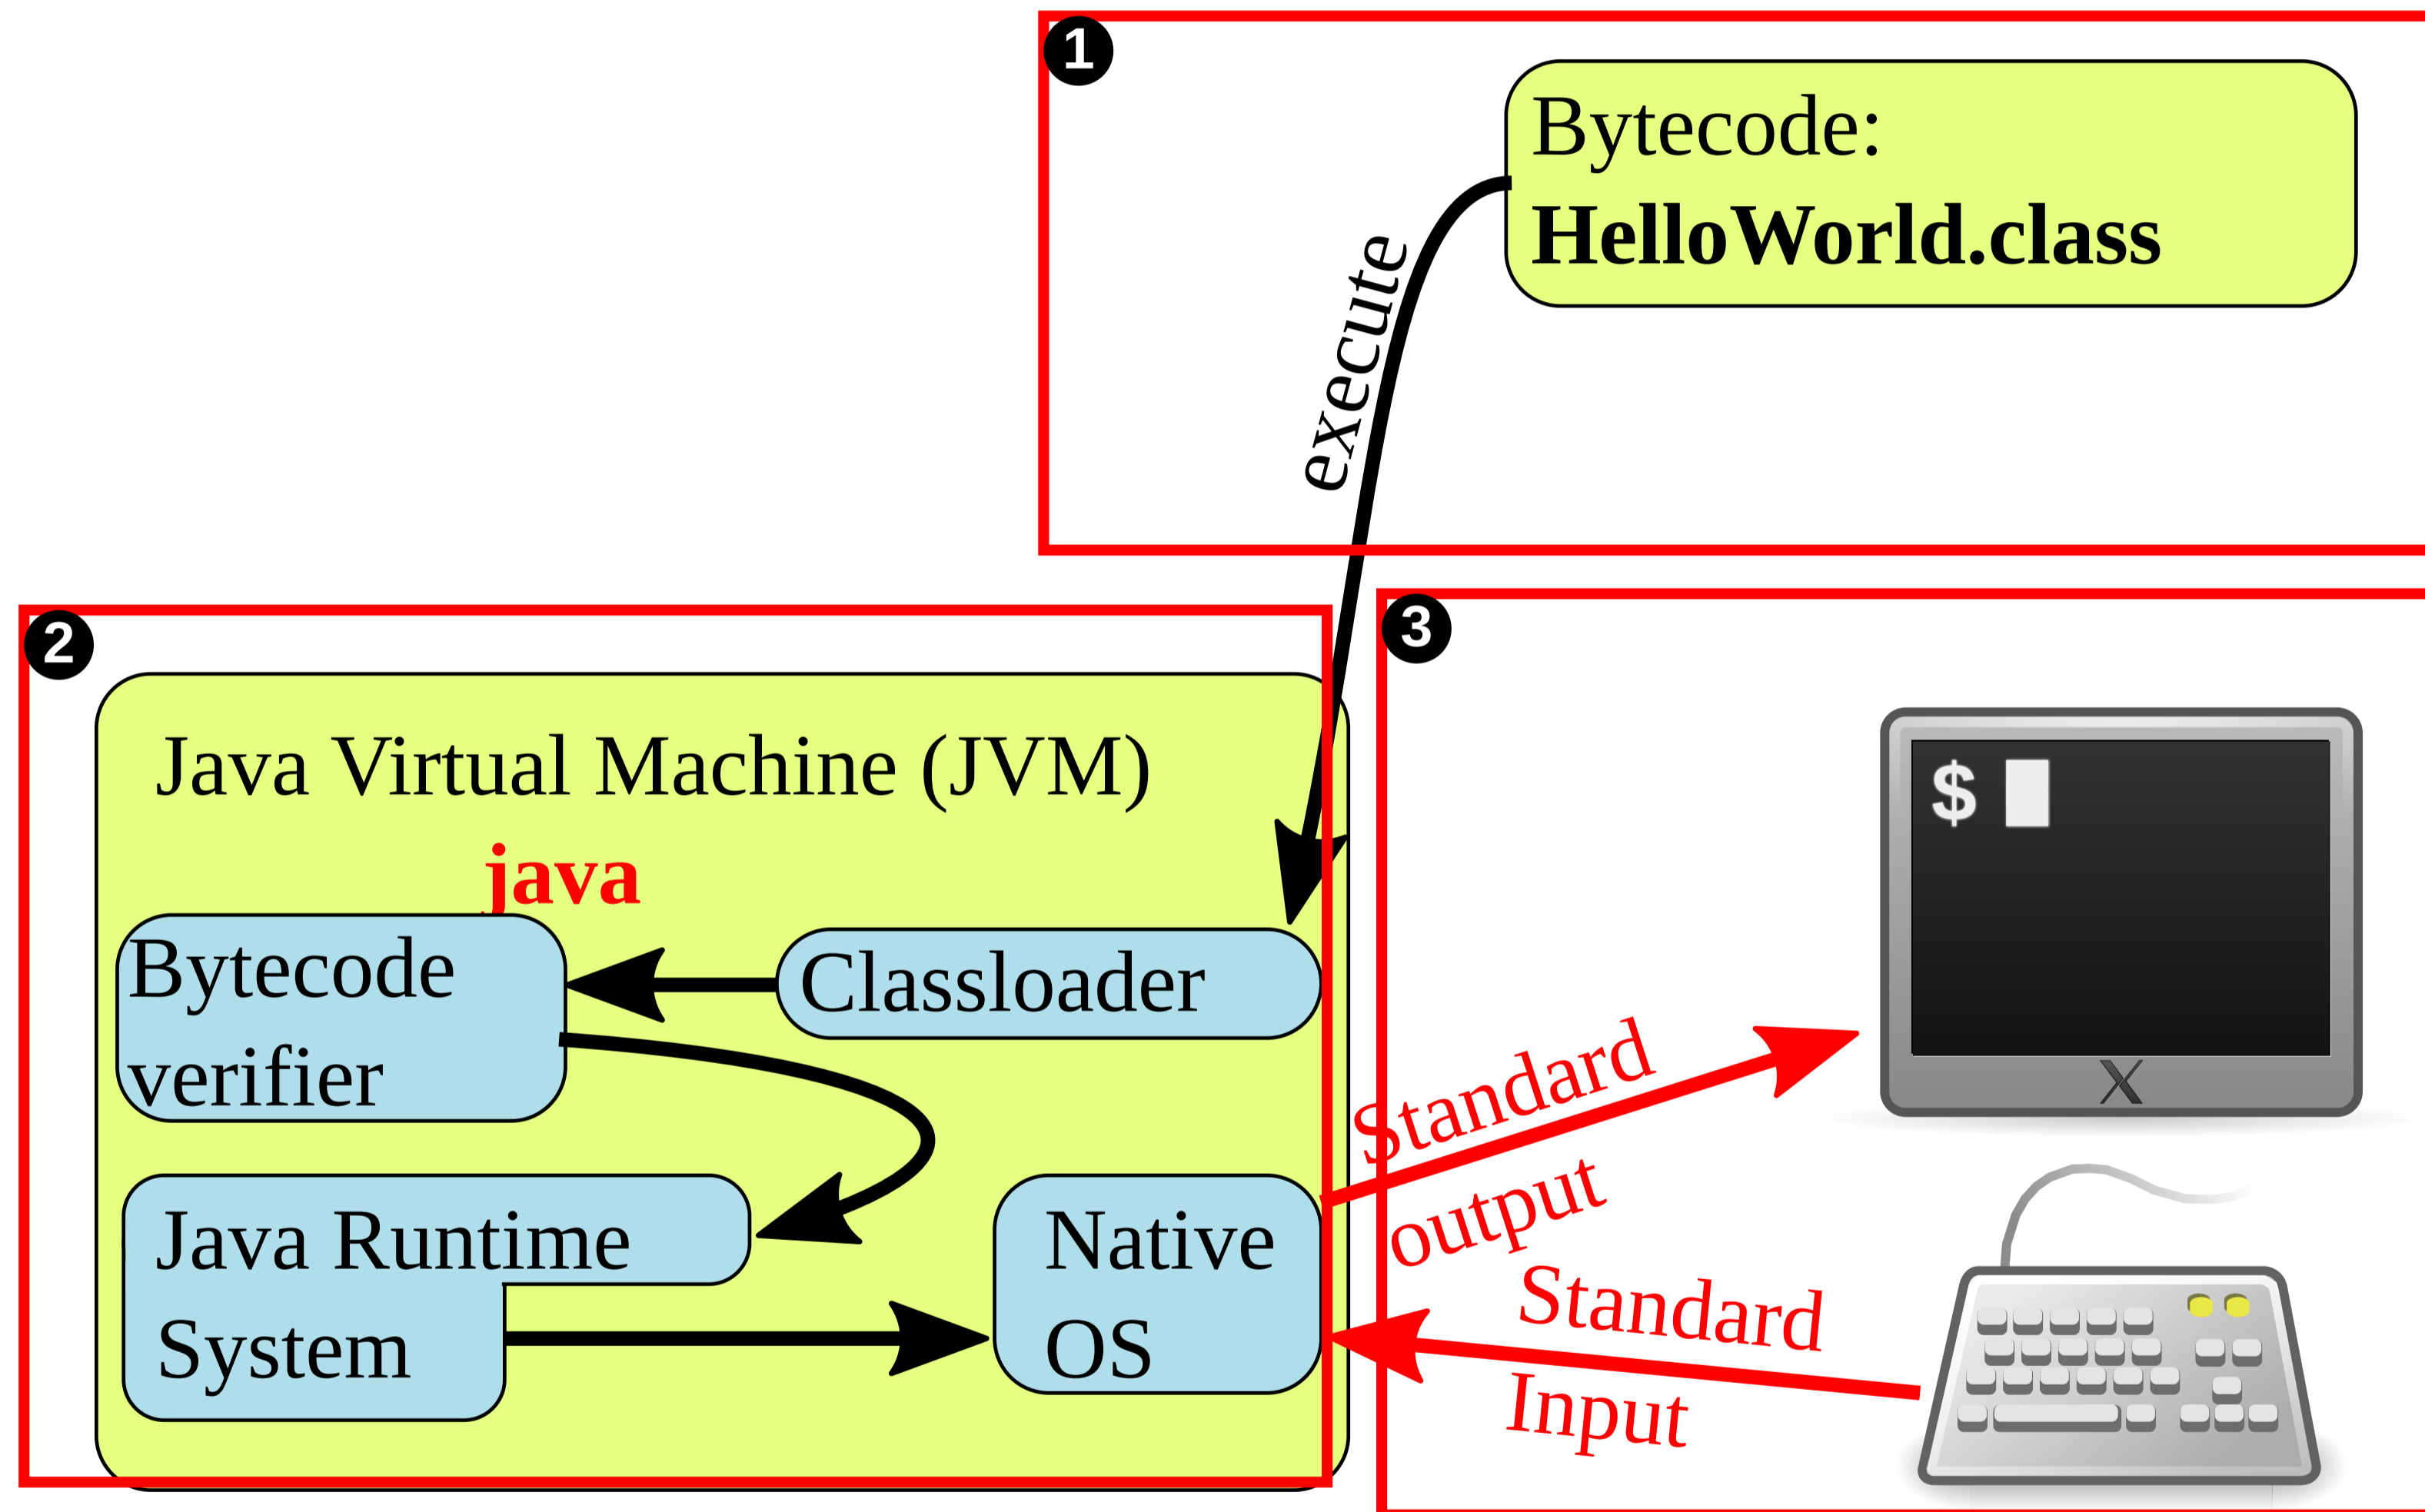 1
Bytecode:
HelloWorld.class
execute
2
Java Virtual Machine (JVM)
java
Bytecode
verifier
Classloader
Java Runtime
System
Native
OS
3
$
X
Standard
output
Standard
Input